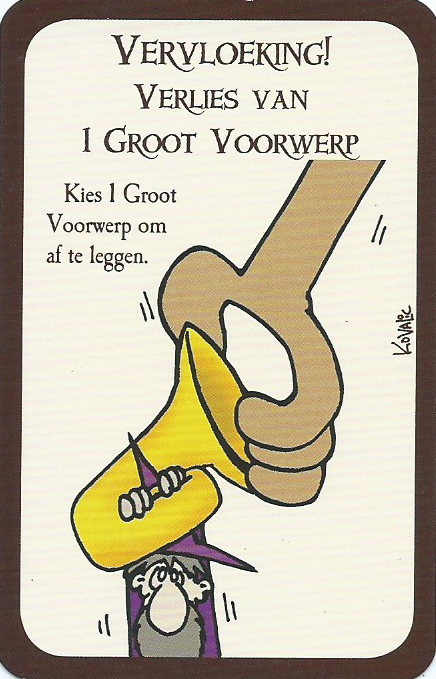 VERVLOEKING!
VERLIES VAN
1 GROOT VOORWERP
Kies 1 Groot
Voorwerp om
af te leggen.
KOVALIC